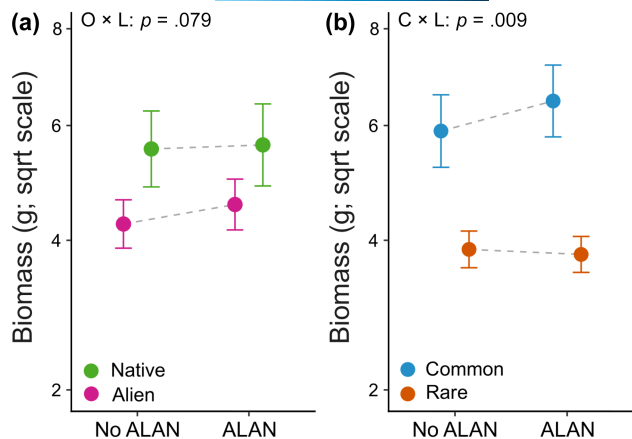 (a) O × L: p = .079
Biomass (g; sqrt scale)
8
6
4
2
Native
Alien
No ALAN ALAN
(b) C × L: p = .009
Biomass (g; sqrt scale)
8
6
4
2
Common
Rare
No ALAN ALAN